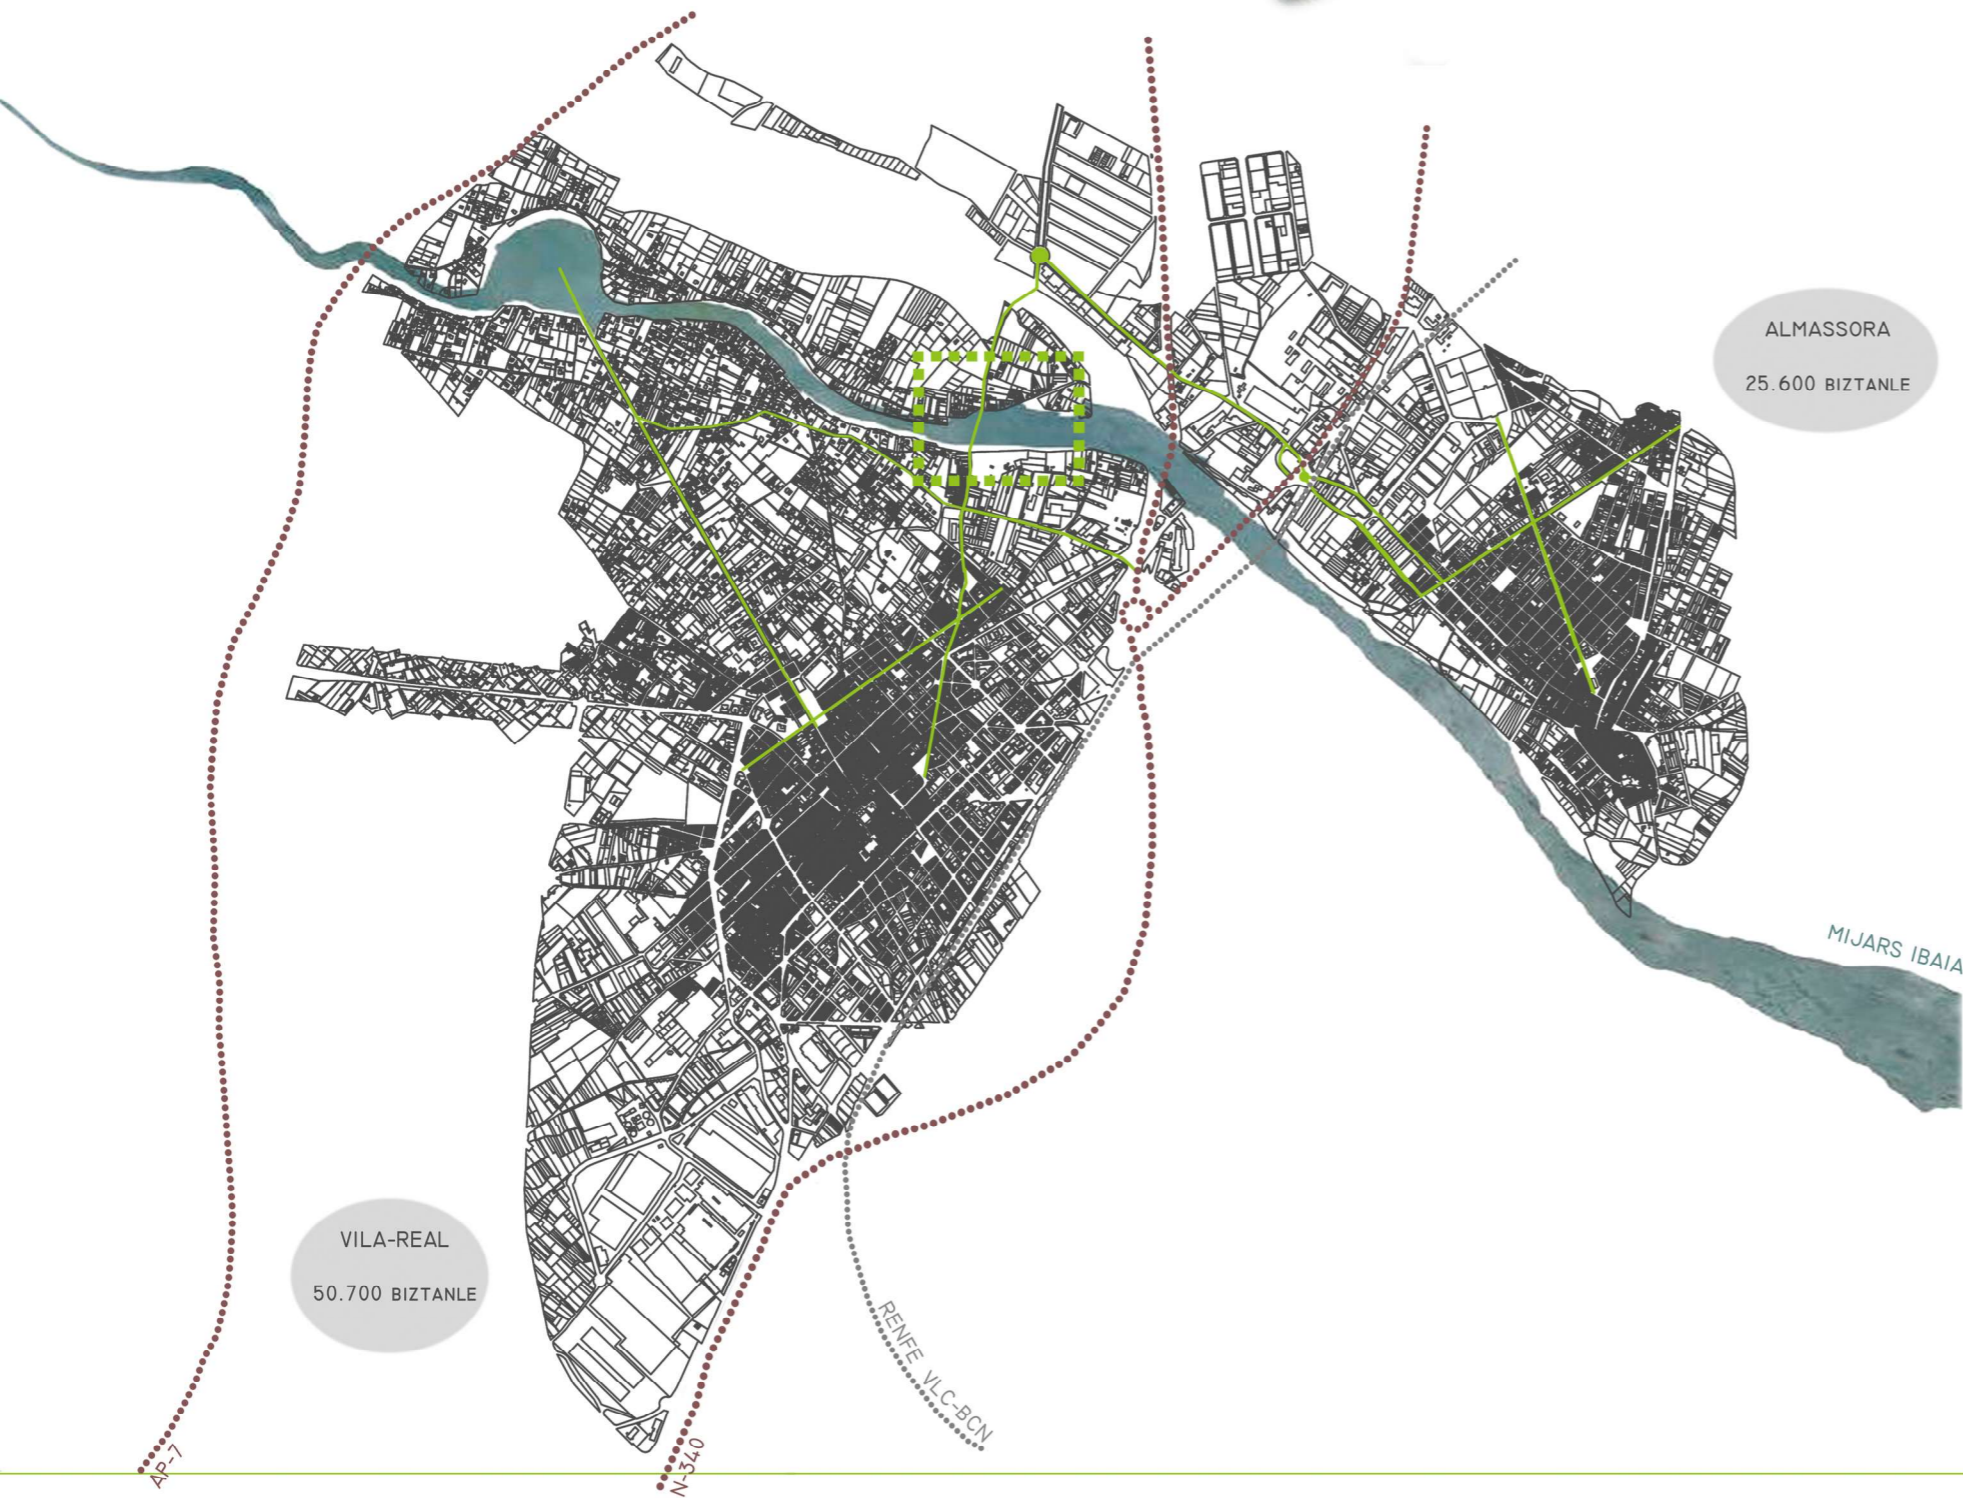 ALMASSORA
25.600 BIZTANLE
MIJARS IBAIA
VILA-REAL
50.700 BIZTANLE
RENFE VLC-BCN
AP-7
N-340